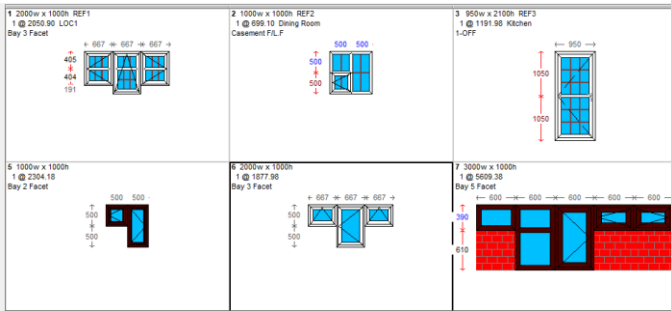 1 2000w x 1000h REF1
1 @ 2050.90 LOC1
Bay 3 Facet
667 667 667
405
404
191
2 1000w x 1000h REF2
1 @ 699.10 Dining Room
Casement F/L.F
500 500
500
500
3 950w x 2100h REF3
1 @ 1191.98 Kitchen
1-OFF
950
1050
1050
5 1000w x 1000h
1 @ 2304.18
Bay 2 Facet
500 500
500
500
6 2000w x 1000h
1 @ 1877.98
Bay 3 Facet
667 667 667
500
500
7 3000w x 1000h
1 @ 5609.38
Bay 5 Facet
600 600 600 600 600
390
610